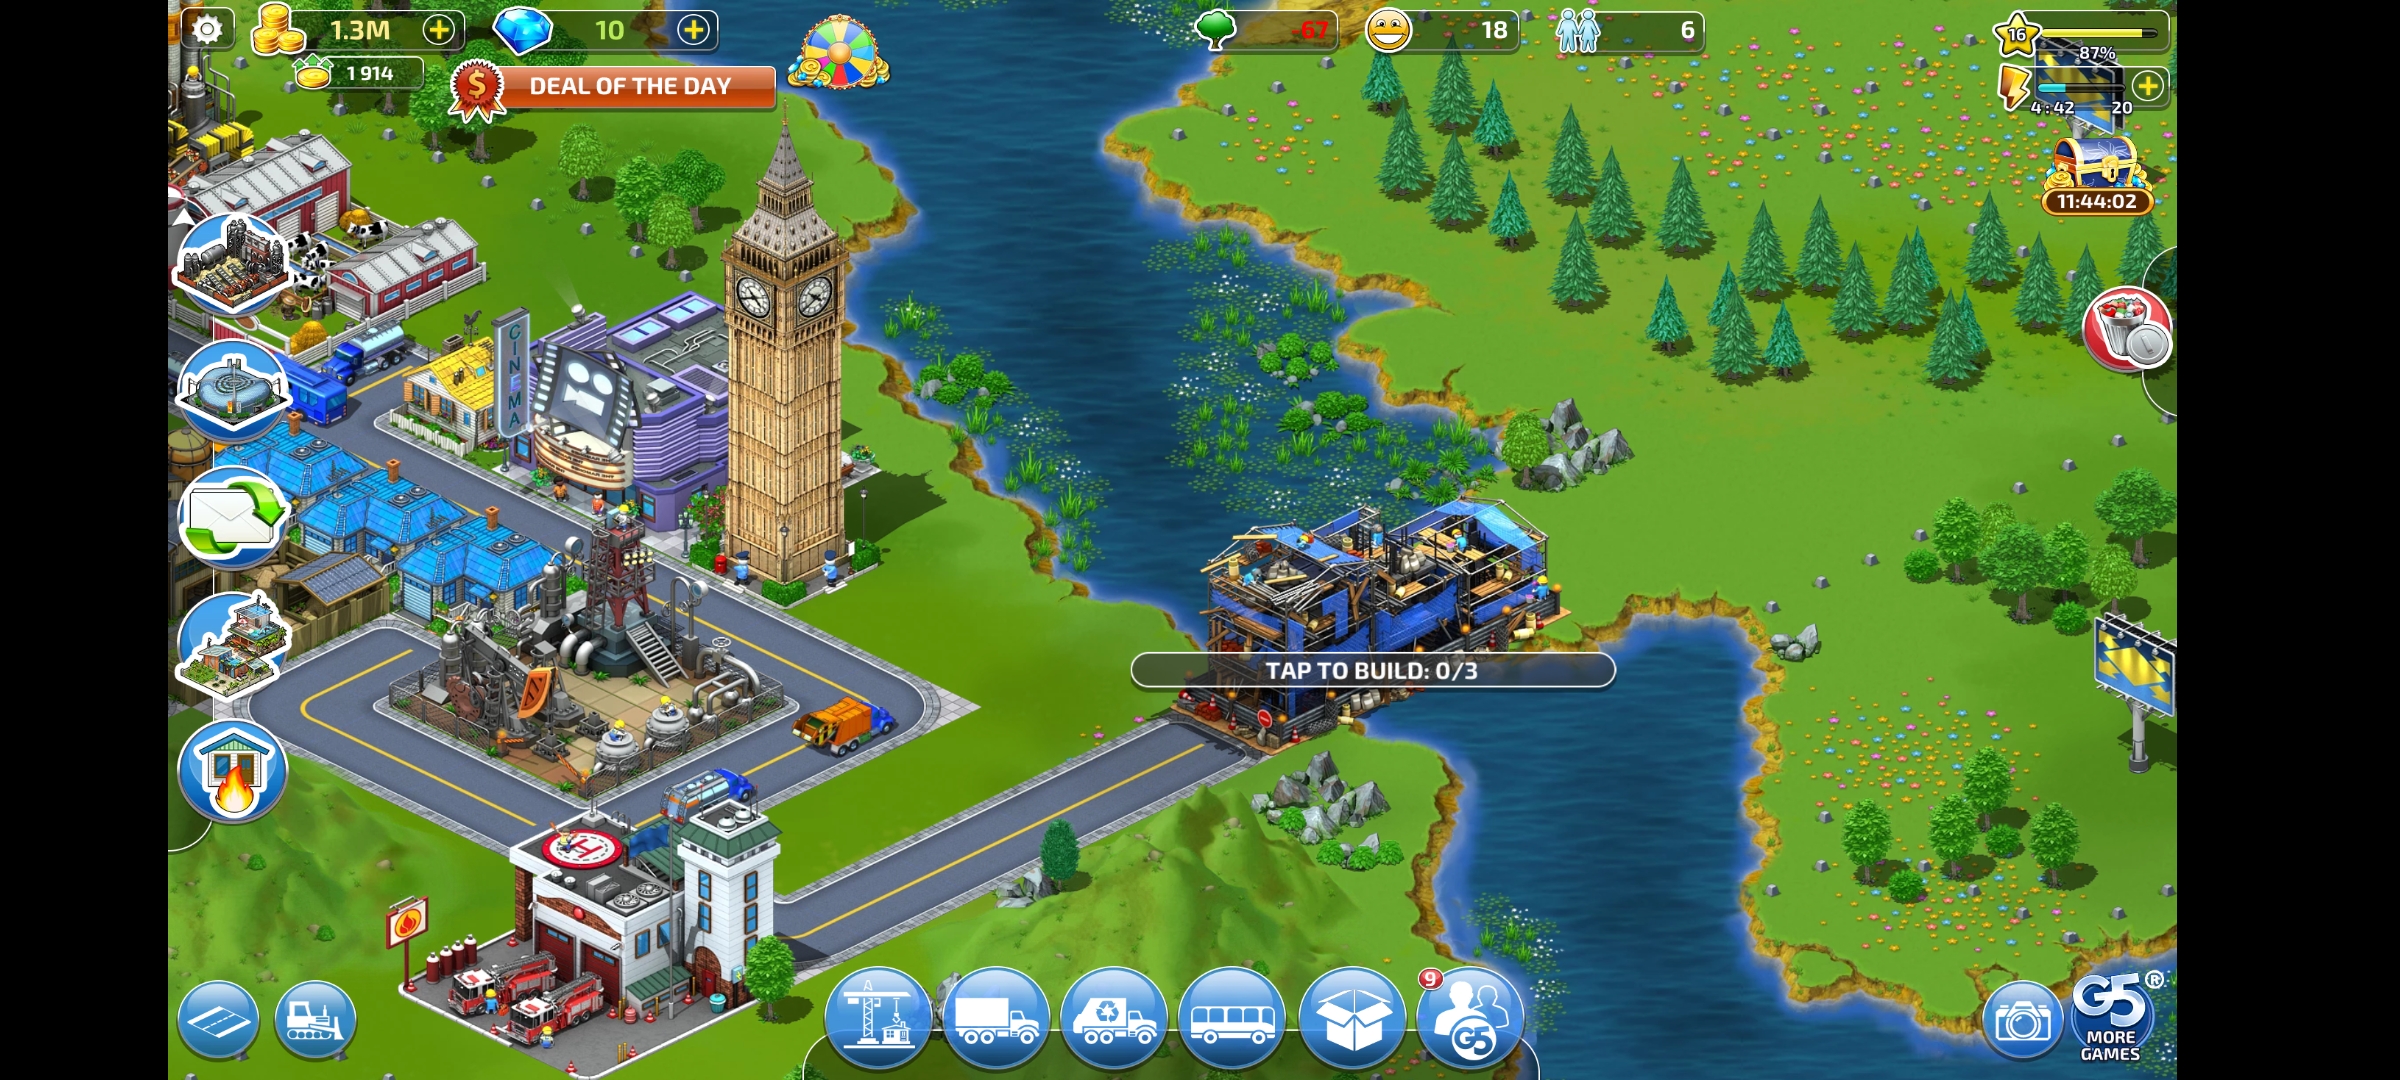 1.3M
10
-67
18
6
16
87%
1 914
DEAL OF THE DAY
4:42
20
11:44:02
CINEMA
TAP TO BUILD: 0/3
H
9
G5
G5®
MORE
GAMES